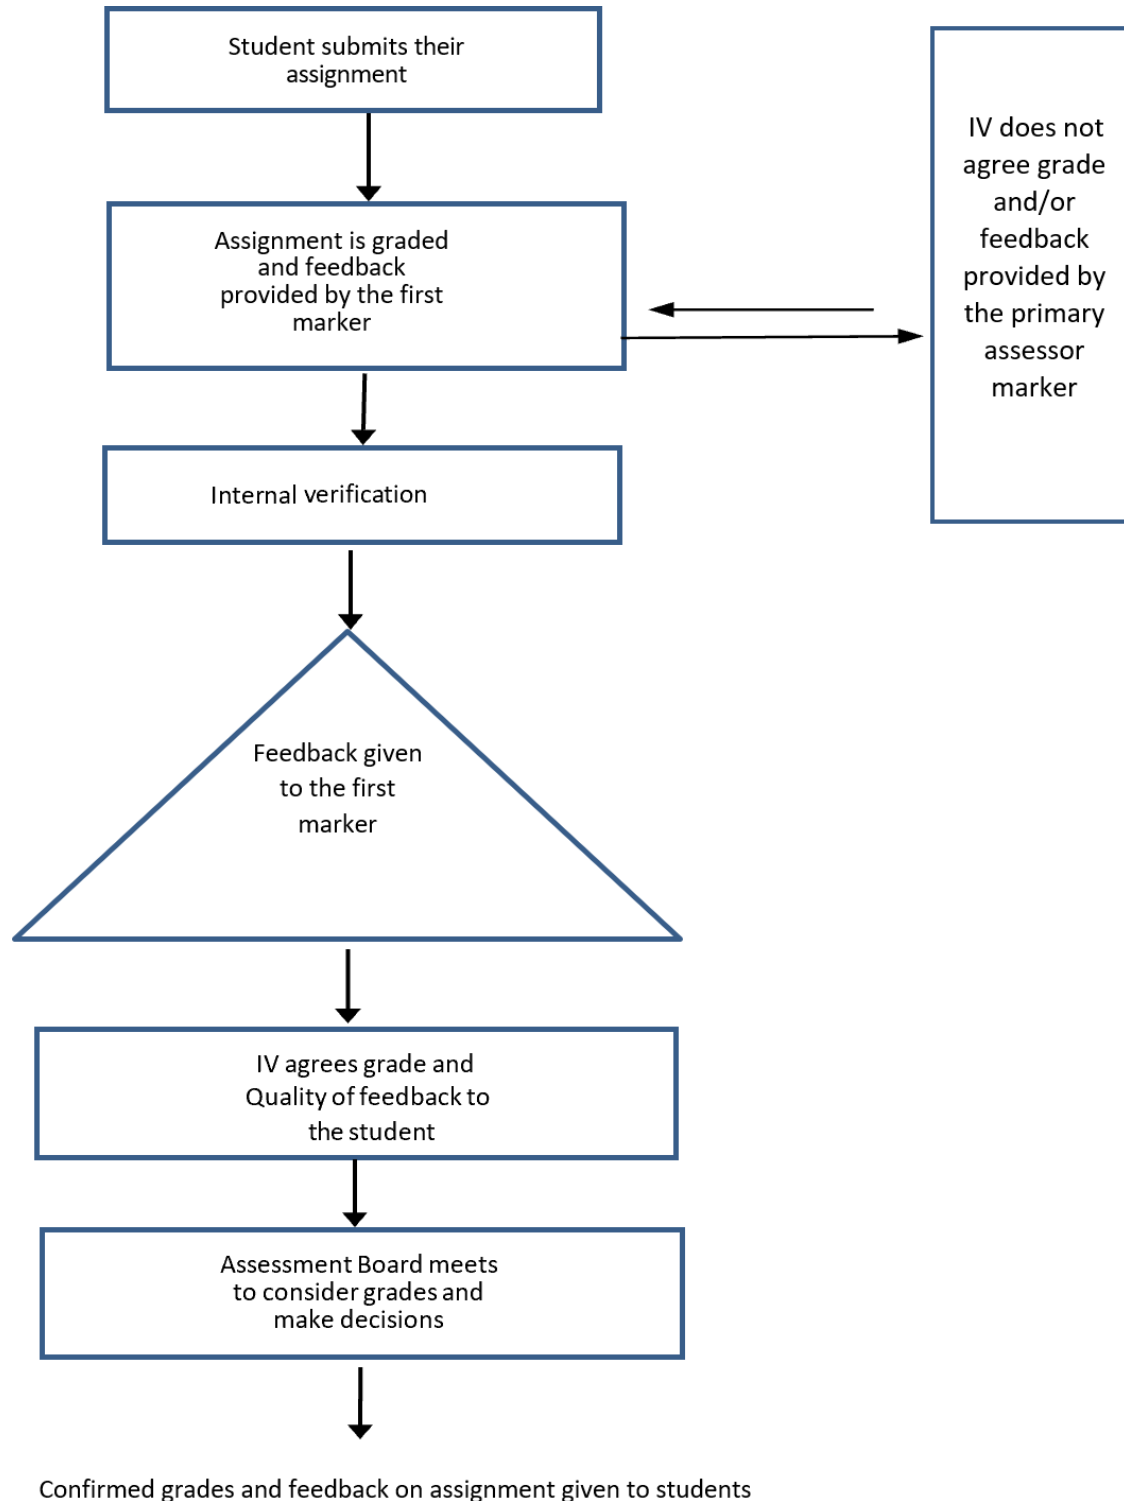 Student submits their
assignment
Assignment is graded
and feedback
provided by the first
marker
IV does not
agree grade
and/or
feedback
provided by
the primary
assessor
marker
Internal verification
Feedback given
to the first
marker
IV agrees grade and
Quality of feedback to
the student
Assessment Board meets
to consider grades and
make decisions
Confirmed grades and feedback on assignment given to students